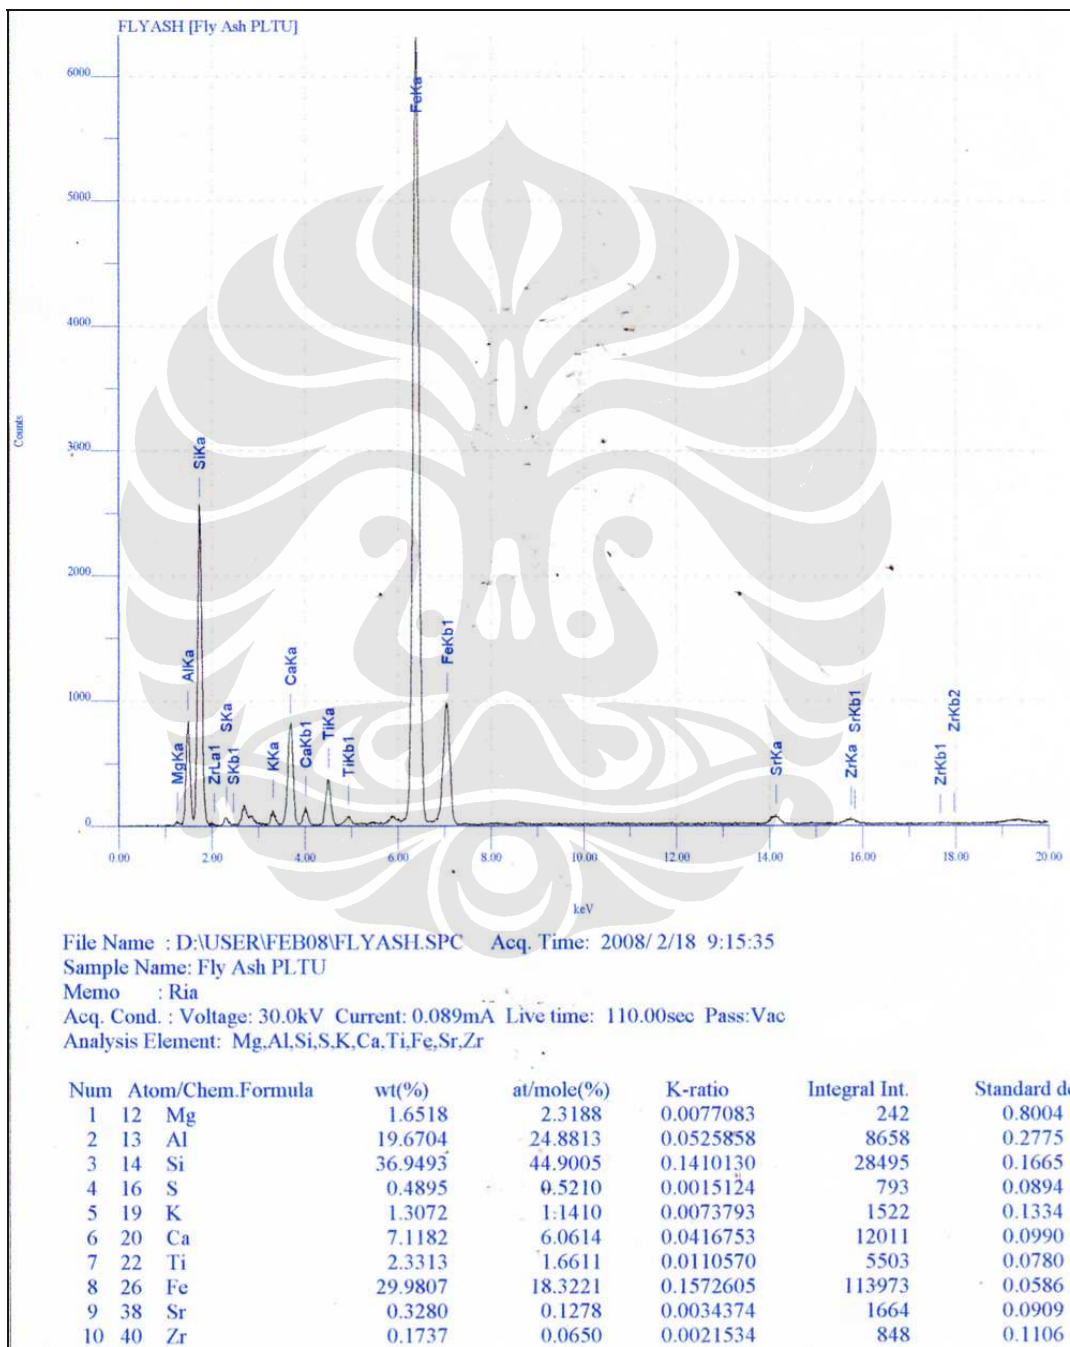 FLYASH [Fly Ash PLTU]
6000
5000
4000
3000
2000
1000
0
Counts
MgKa
AlKa
SiKa
ZrLa1
SKa
SKb1
KKa
CaKa
CaKb1
TiKa
TiKb1
FeKa
FeKb1
SrKa
ZrKa
SrKb1
ZrKb1
ZrKb2
0.00 2.00 4.00 6.00 8.00 10.00 12.00 14.00 16.00 18.00 20.00
keV
File Name : D:\USER\FEB08\FLYASH.SPC Acq. Time: 2008/ 2/18 9:15:35
Sample Name: Fly Ash PLTU
Memo : Ria
Acq. Cond. : Voltage: 30.0kV Current: 0.089mA Live time: 110.00sec Pass:Vac
Analysis Element: Mg,Al,Si,S,K,Ca,Ti,Fe,Sr,Zr
Num Atom/Chem.Formula wt(%) at/mole(%) K-ratio Integral Int. Standard de
1 12 Mg 1.6518 2.3188 0.0077083 242 0.8004
2 13 Al 19.6704 24.8813 0.0525858 8658 0.2775
3 14 Si 36.9493 44.9005 0.1410130 28495 0.1665
4 16 S 0.4895 0.5210 0.0015124 793 0.0894
5 19 K 1.3072 1.1410 0.0073793 1522 0.1334
6 20 Ca 7.1182 6.0614 0.0416753 12011 0.0990
7 22 Ti 2.3313 1.6611 0.0110570 5503 0.0780
8 26 Fe 29.9807 18.3221 0.1572605 113973 0.0586
9 38 Sr 0.3280 0.1278 0.0034374 1664 0.0909
10 40 Zr 0.1737 0.0650 0.0021534 848 0.1106